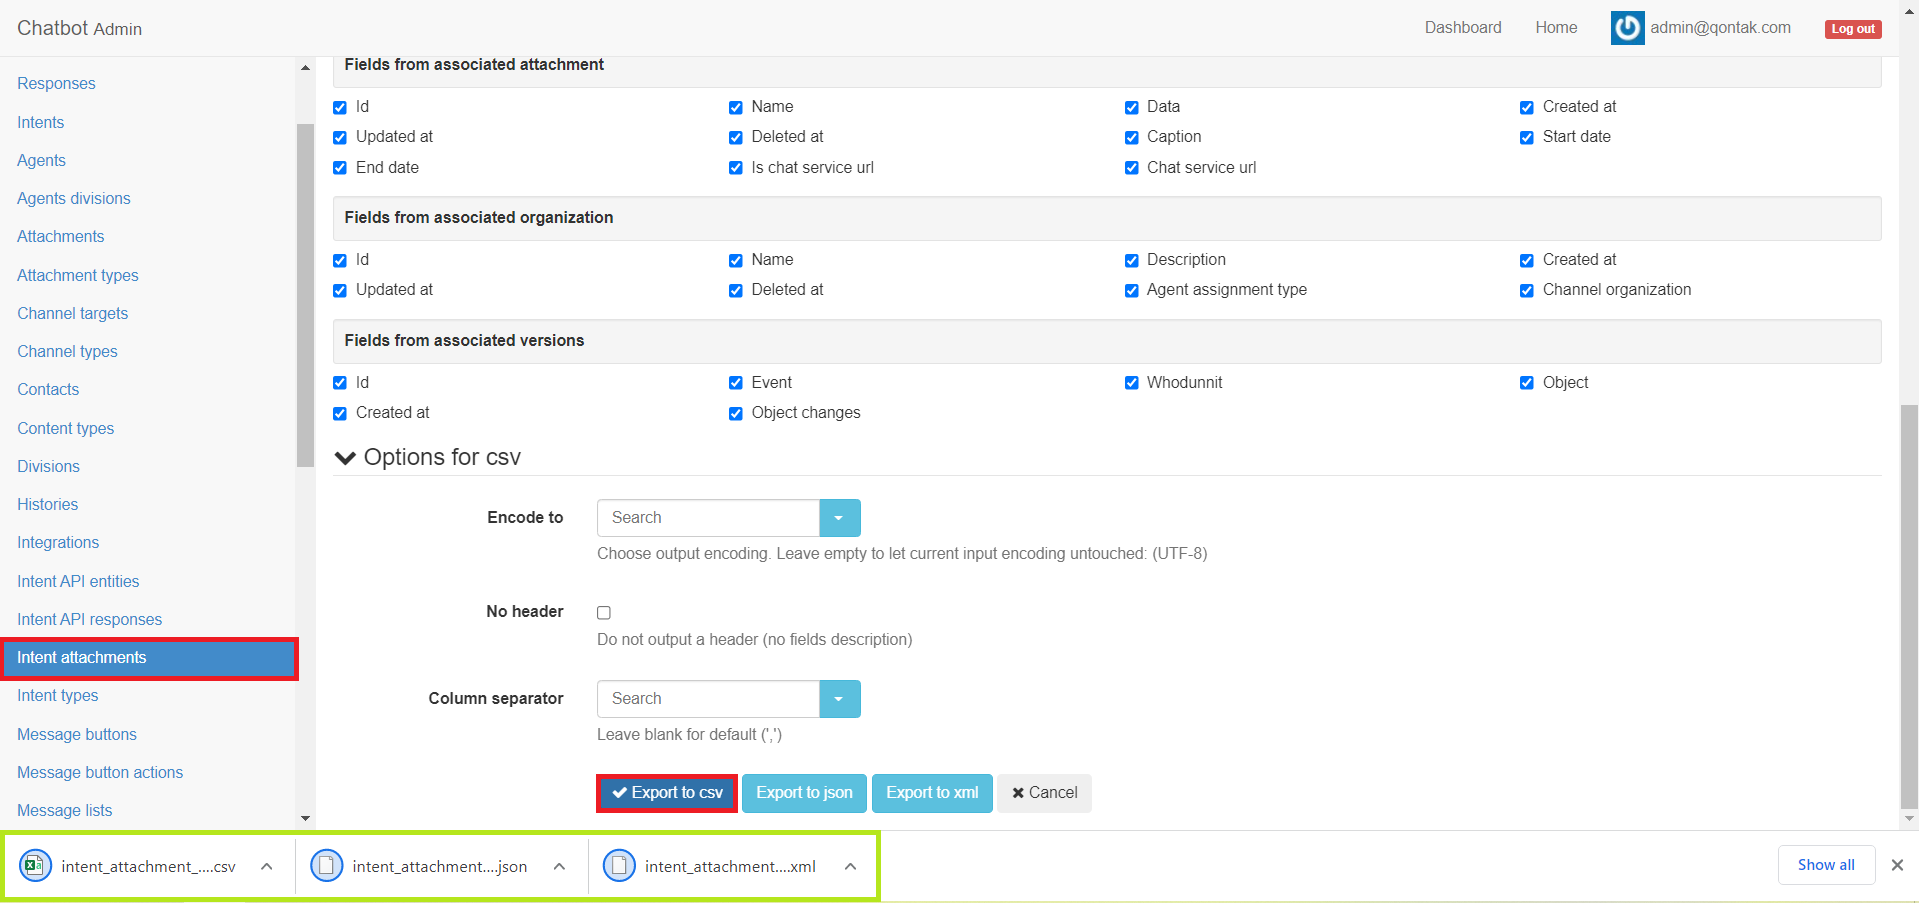 Chatbot Admin
Dashboard Home admin@qontak.com Log out
Responses
Intents
Agents
Agents divisions
Attachments
Attachment types
Channel targets
Channel types
Contacts
Content types
Divisions
Histories
Integrations
Intent API entities
Intent API responses
Intent attachments
Intent types
Message buttons
Message button actions
Message lists
Fields from associated attachment
Id Name Data Created at
Updated at Deleted at Caption Start date
End date Is chat service url Chat service url
Fields from associated organization
Id Name Description Created at
Updated at Deleted at Agent assignment type Channel organization
Fields from associated versions
Id Event Whodunnit Object
Created at Object changes
Options for csv
Encode to Search
Choose output encoding. Leave empty to let current input encoding untouched: (UTF-8)
No header
Do not output a header (no fields description)
Column separator Search
Leave blank for default (',')
Export to csv Export to json Export to xml Cancel
intent_attachment_....csv intent_attachment....json intent_attachment....xml Show all